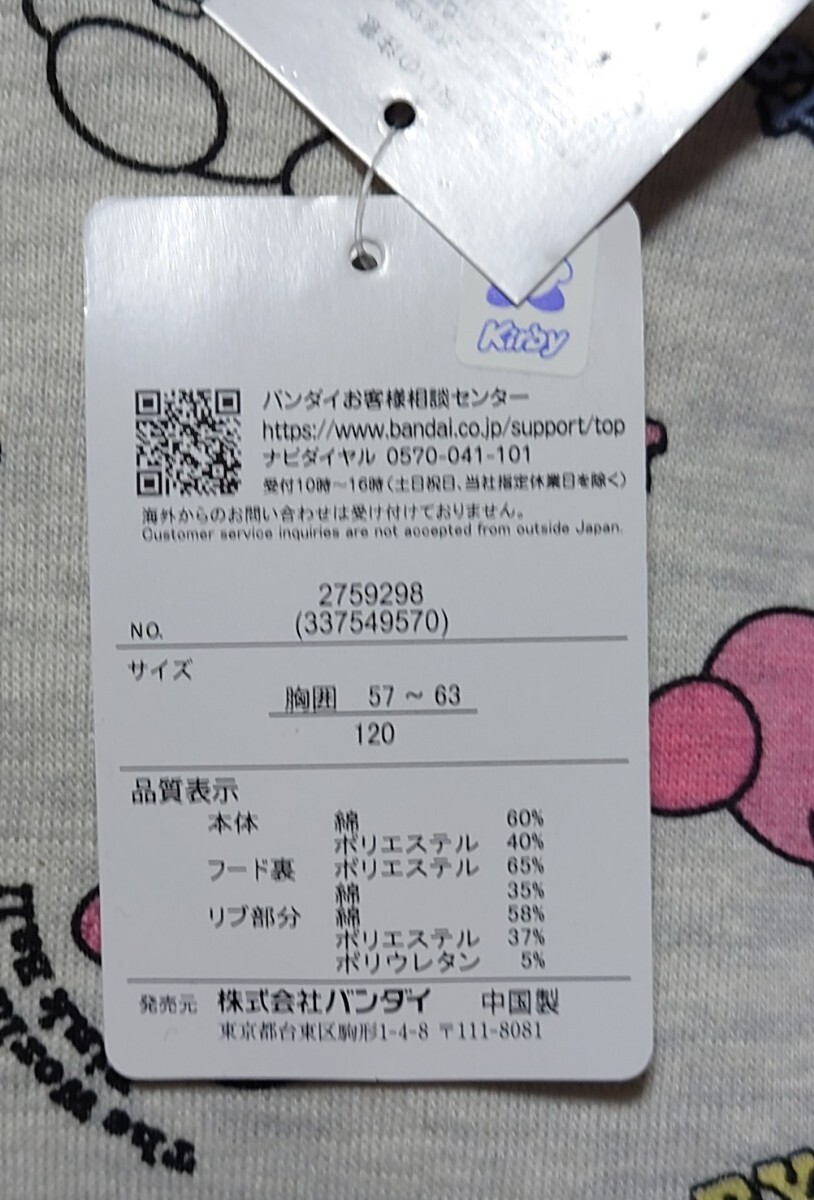 Kirby
バンダイお客様相談センター
https://www.bandai.co.jp/support/top
ナビダイヤル 0570-041-101
受付10時～16時(土日祝日、当社指定休業日を除く)
海外からのお問い合わせは受け付けておりません。
Customer service inquiries are not accepted from outside Japan.
2759298
NO. (337549570)
サイズ
胸囲 57 ～ 63
120
品質表示
本体 綿 60%
ポリエステル 40%
フード裏 ポリエステル 65%
綿 35%
リブ部分 綿 58%
ポリエステル 37%
ポリウレタン 5%
発売元 株式会社バンダイ 中国製
東京都台東区駒形1-4-8 〒111-8081
The